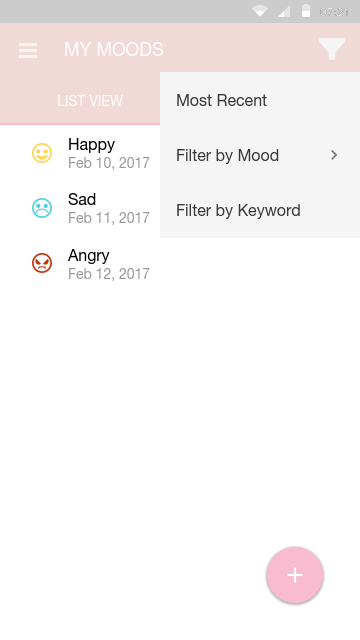 MY MOODS
LIST VIEW
Most Recent
Filter by Mood
Filter by Keyword
Happy
Feb 10, 2017
Sad
Feb 11, 2017
Angry
Feb 12, 2017